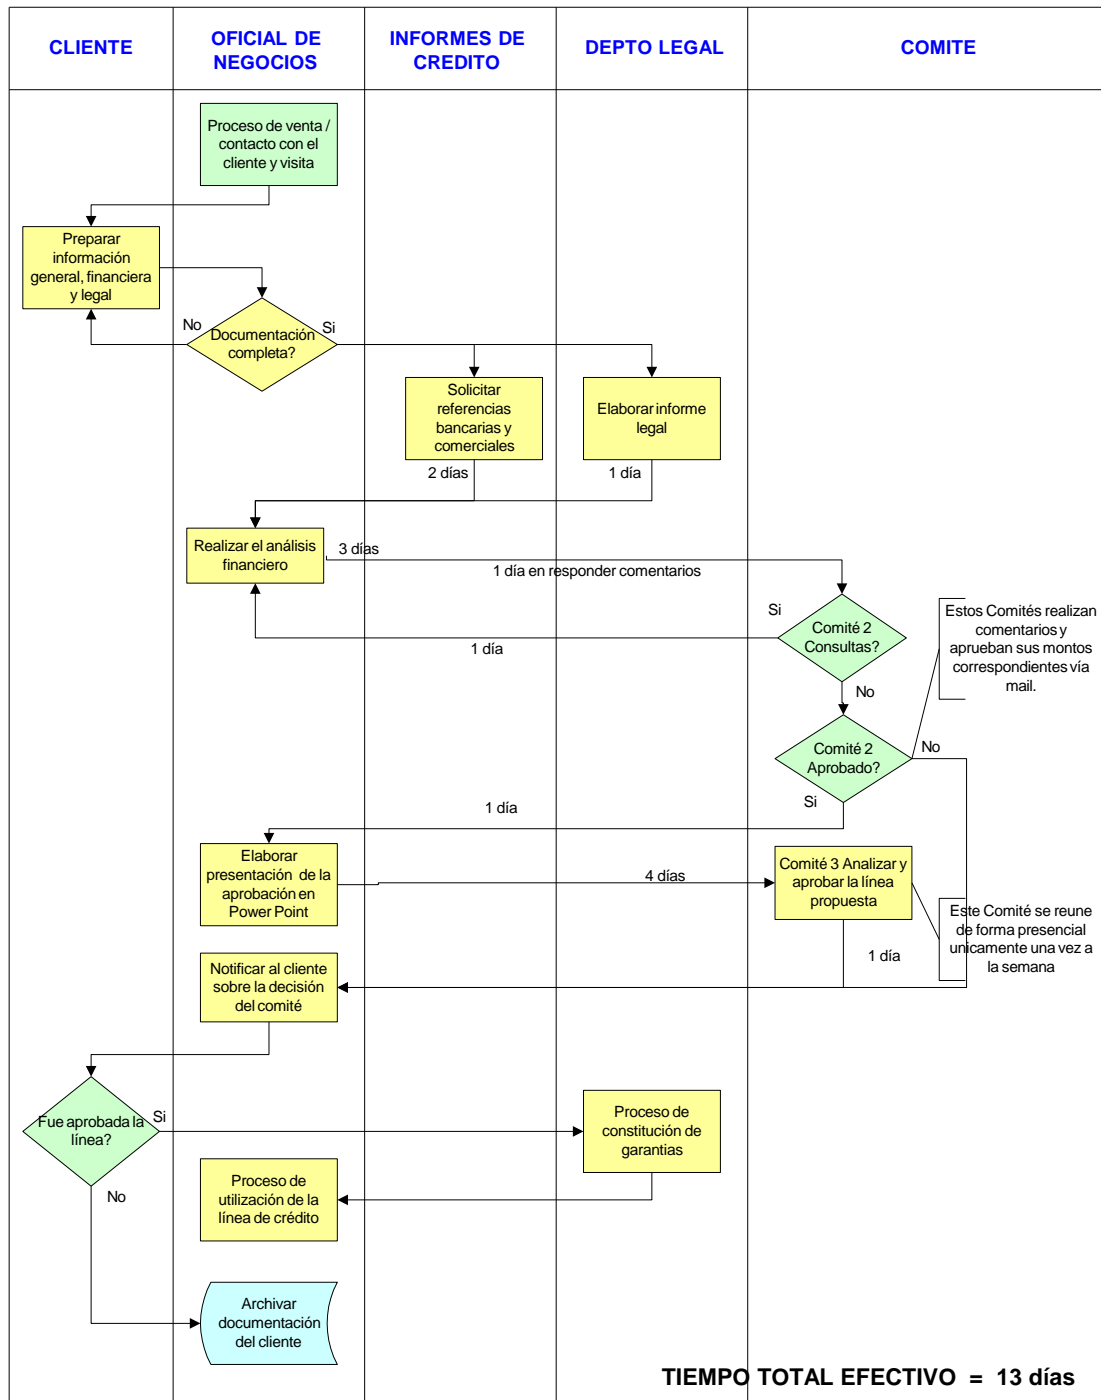 CLIENTE
OFICIAL DE
NEGOCIOS
INFORMES DE
CREDITO
DEPTO LEGAL
COMITE
Proceso de venta /
contacto con el
cliente y visita
Preparar
información
general, financiera
y legal
No
Documentación
completa?
Si
Solicitar
referencias
bancarias y
comerciales
Elaborar informe
legal
2 días
1 día
Realizar el análisis
financiero
3 días
1 día en responder comentarios
Si
Comité 2
Consultas?
1 día
Estos Comités realizan
comentarios y
aprueban sus montos
correspondientes vía
mail.
No
Comité 2
Aprobado?
No
Si
1 día
Elaborar
presentación de la
aprobación en
Power Point
4 días
Comité 3 Analizar y
aprobar la línea
propuesta
Este Comité se reune
de forma presencial
unicamente una vez a
la semana
1 día
Notificar al cliente
sobre la decisión
del comité
Fue aprobada la
línea?
Si
Proceso de
constitución de
garantias
No
Proceso de
utilización de la
línea de crédito
Archivar
documentación
del cliente
TIEMPO TOTAL EFECTIVO = 13 días